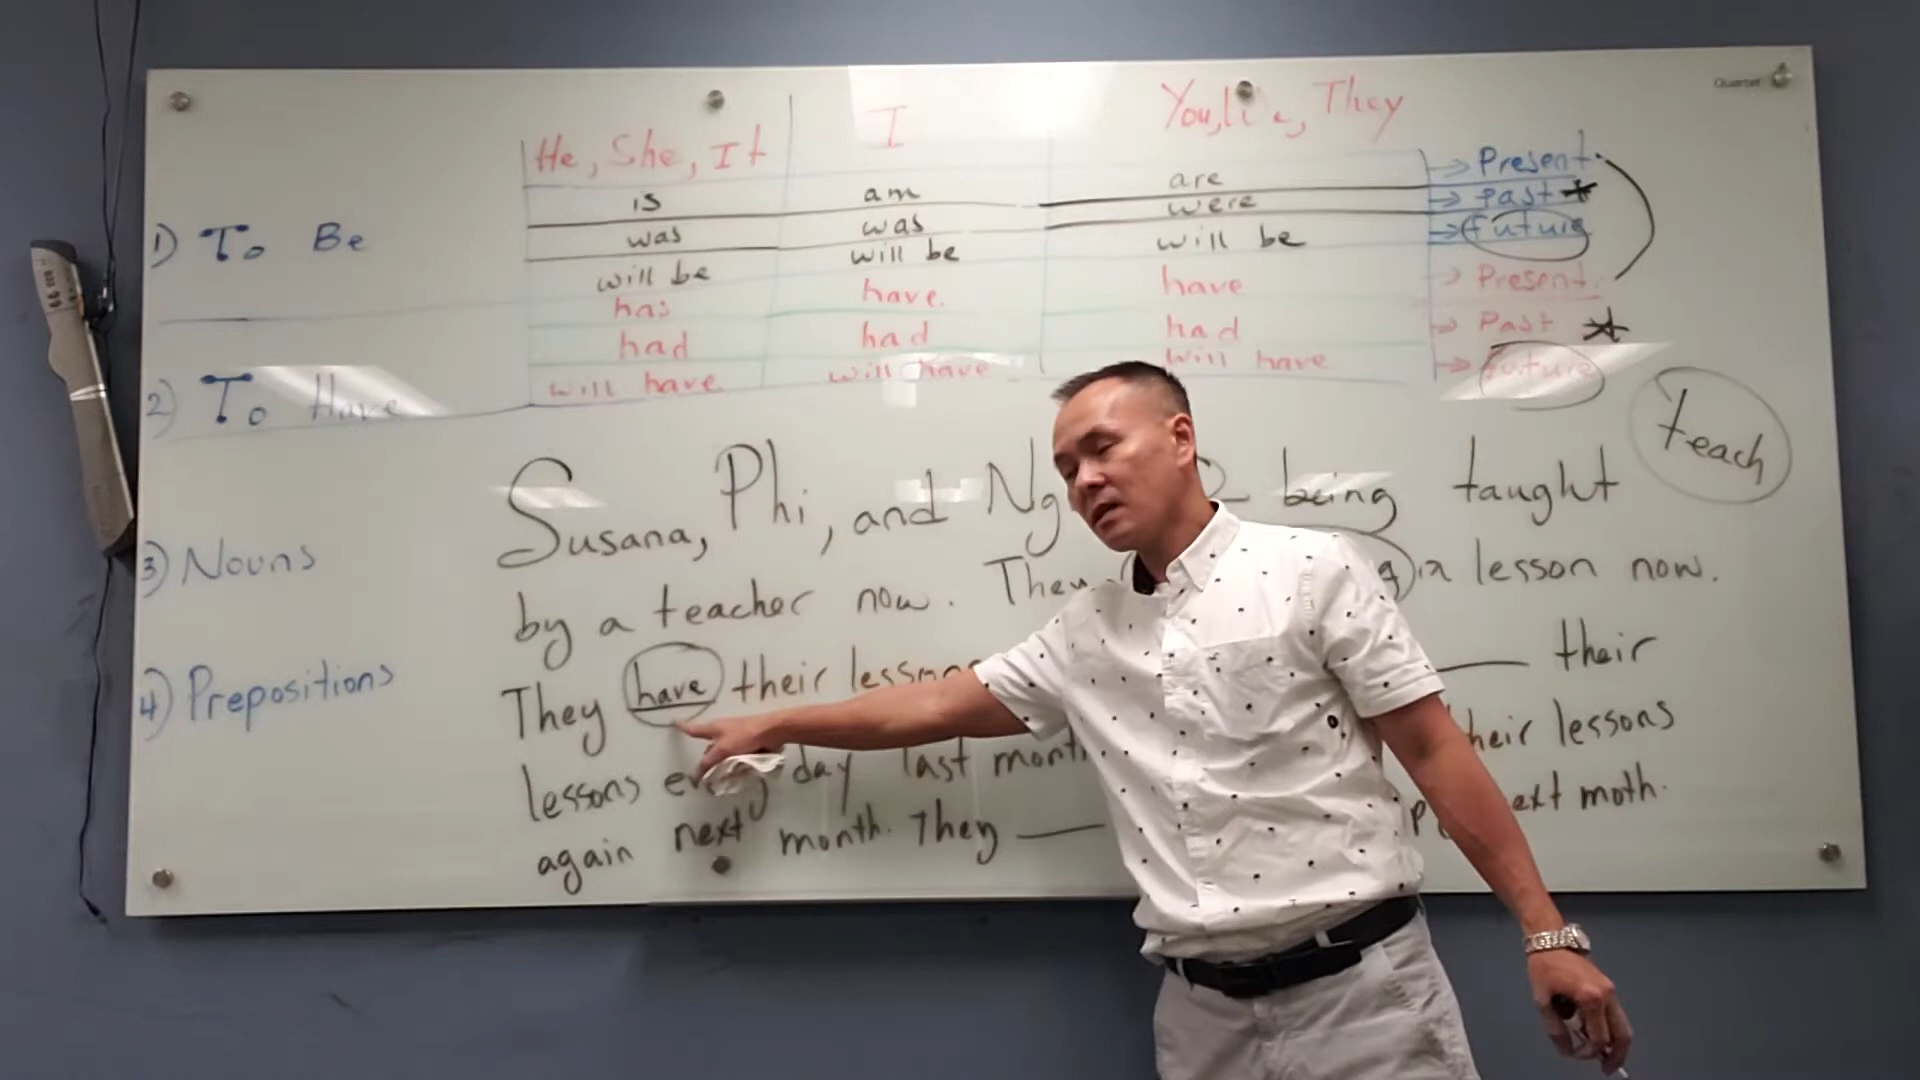 Quartet
He, She, It I You, They
is am are → Present
was was were → past *
1) To Be will be will be will be → future
has have have → Present
had had had → Past *
2) To Have will have will have will have → future
teach
Susana, Phi, and being taught
3) Nouns by a teacher now. They a lesson now.
4) Prepositions They have their their
lessons day last their lessons
again next month. They next moth.